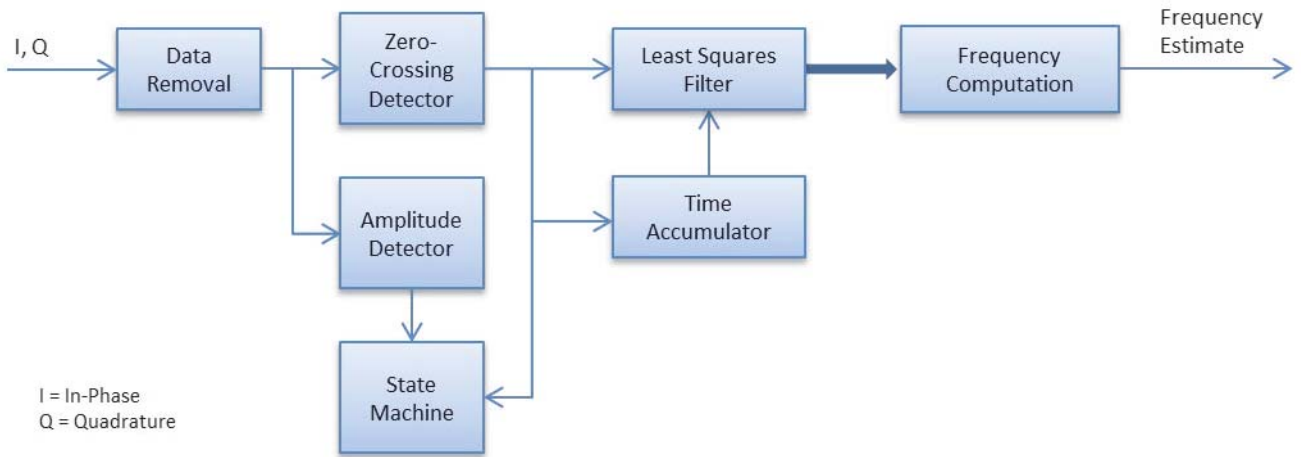 I, Q
Data
Removal
Zero-
Crossing
Detector
Least Squares
Filter
Frequency
Computation
Frequency
Estimate
Amplitude
Detector
Time
Accumulator
State
Machine
I = In-Phase
Q = Quadrature